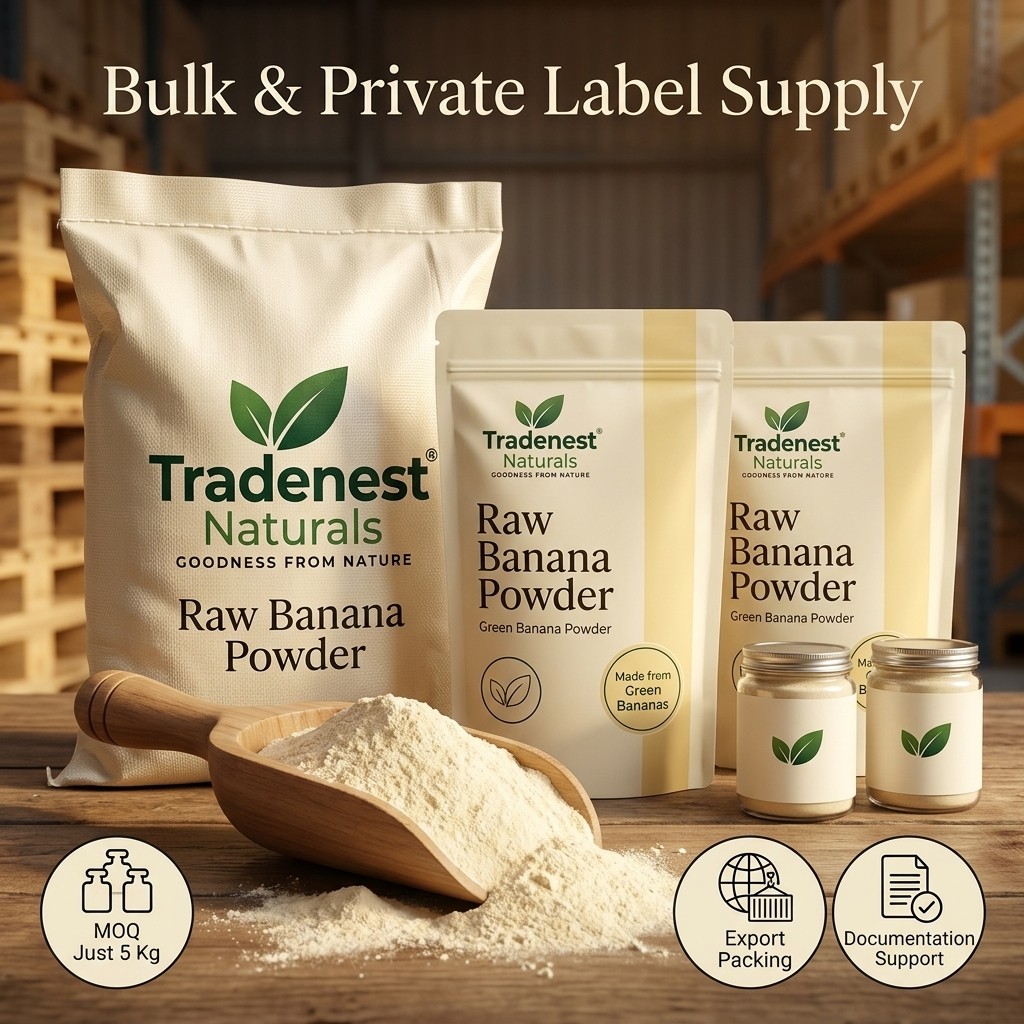 Bulk & Private Label Supply
Tradenest®
Naturals
GOODNESS FROM NATURE
Raw Banana
Powder
Tradenest®
Naturals
GOODNESS FROM NATURE
Raw
Banana
Powder
Green Banana Powder
Made from
Green
Bananas
Tradenest®
Naturals
GOODNESS FROM NATURE
Raw
Banana
Powder
Green Banana Powder
Ma
B
MOQ
Just 5 Kg
Export
Packing
Documentation
Support